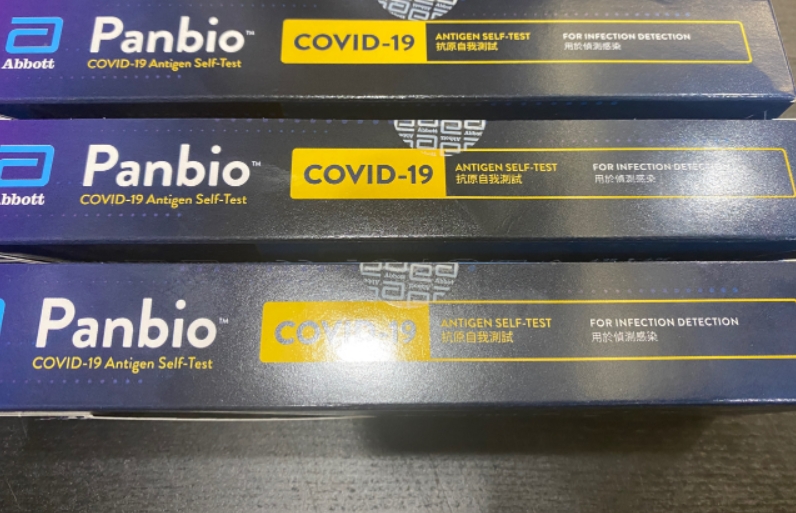 Abbott
Panbio™
COVID-19 Antigen Self-Test
COVID-19
ANTIGEN SELF-TEST
抗原自我測試
FOR INFECTION DETECTION
用於偵測感染
Abbott
Panbio™
COVID-19 Antigen Self-Test
COVID-19
ANTIGEN SELF-TEST
抗原自我測試
FOR INFECTION DETECTION
用於偵測感染
Panbio™
COVID-19 Antigen Self-Test
COVID-19
ANTIGEN SELF-TEST
抗原自我測試
FOR INFECTION DETECTION
用於偵測感染